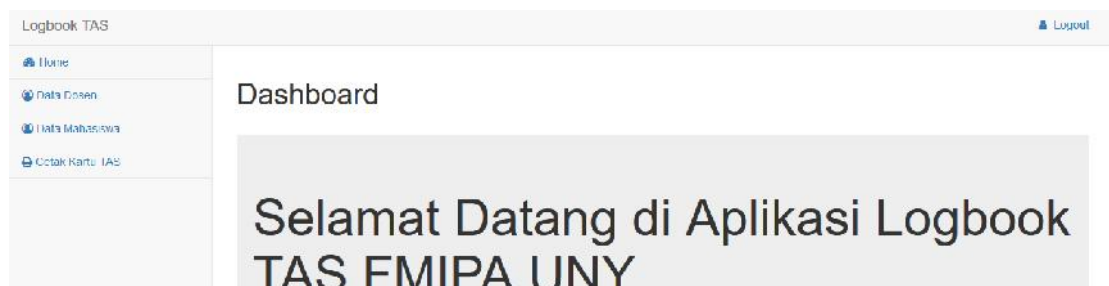 Logbook TAS
Logout
Home
Data Dosen
Data Mahasiswa
Cetak Kartu TAS
Dashboard
Selamat Datang di Aplikasi Logbook
TAS FMIPA UNY